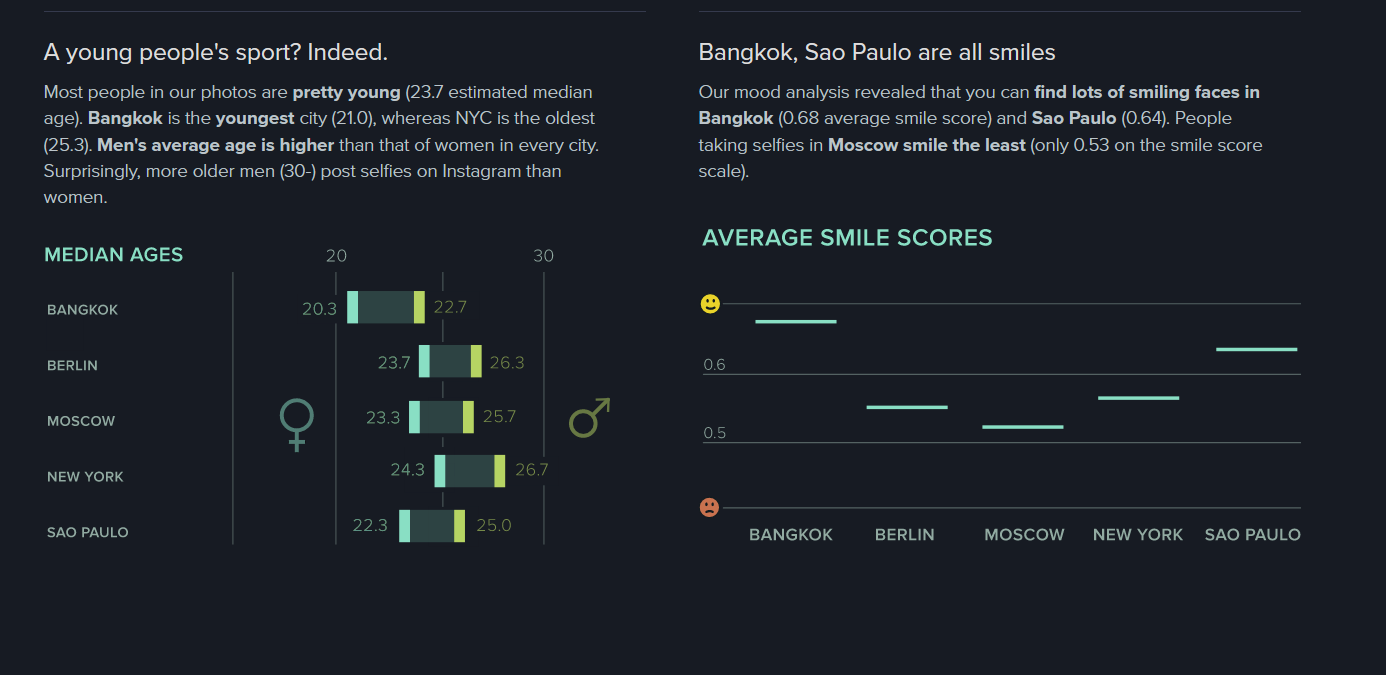 A young people's sport? Indeed.
Most people in our photos are pretty young (23.7 estimated median
age). Bangkok is the youngest city (21.0), whereas NYC is the oldest
(25.3). Men's average age is higher than that of women in every city.
Surprisingly, more older men (30-) post selfies on Instagram than
women.
MEDIAN AGES
20
30
BANGKOK
20.3
22.7
BERLIN
23.7
26.3
MOSCOW
23.3
25.7
NEW YORK
24.3
26.7
SAO PAULO
22.3
25.0
Bangkok, Sao Paulo are all smiles
Our mood analysis revealed that you can find lots of smiling faces in
Bangkok (0.68 average smile score) and Sao Paulo (0.64). People
taking selfies in Moscow smile the least (only 0.53 on the smile score
scale).
AVERAGE SMILE SCORES
0.6
0.5
BANGKOK
BERLIN
MOSCOW
NEW YORK
SAO PAULO